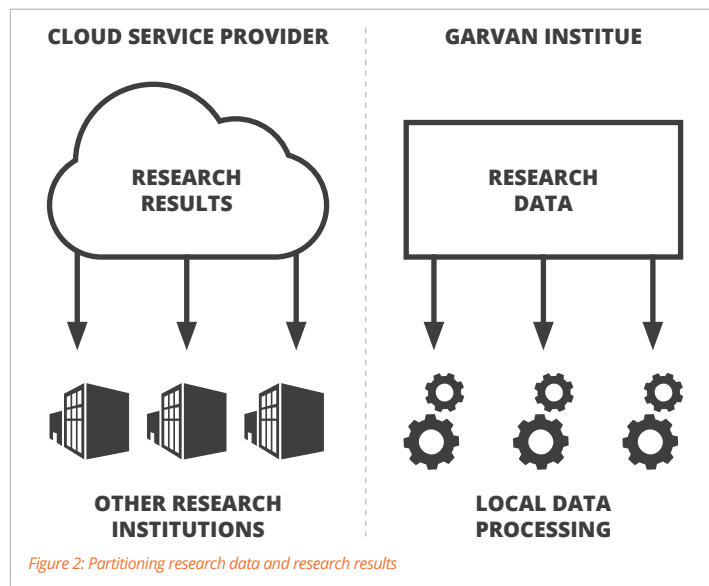 CLOUD SERVICE PROVIDER
GARVAN INSTITUE
RESEARCH
RESULTS
RESEARCH
DATA
OTHER RESEARCH
INSTITUTIONS
LOCAL DATA
PROCESSING
Figure 2: Partitioning research data and research results